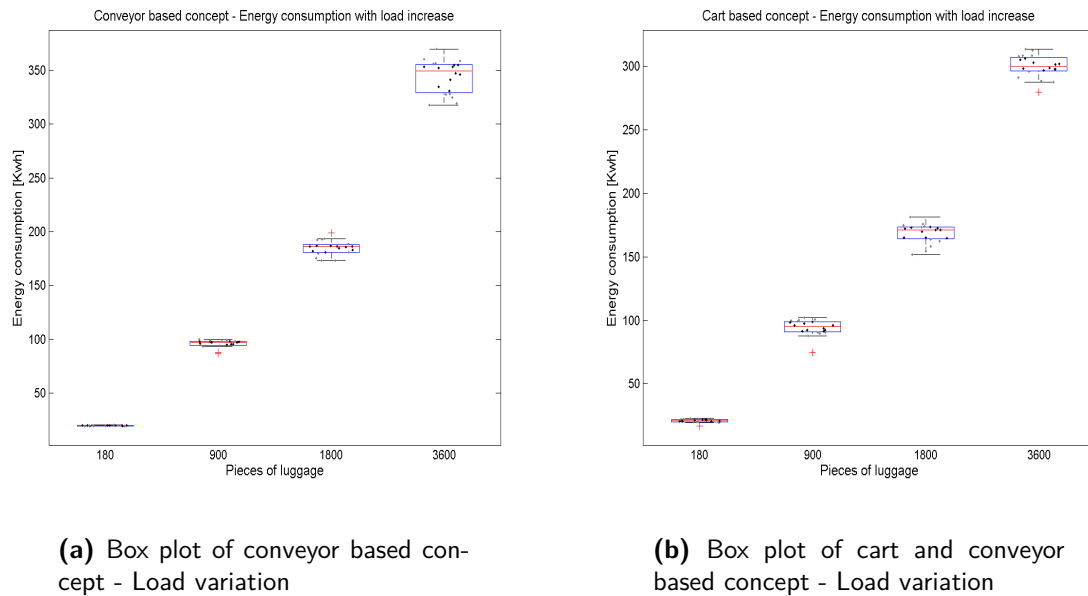 Conveyor based concept - Energy consumption with load increase
Energy consumption [Kwh]
350
300
250
200
150
100
50
180 900 1800 3600
Pieces of luggage
(a) Box plot of conveyor based con-
cept - Load variation
Cart based concept - Energy consumption with load increase
Energy consumption [Kwh]
300
250
200
150
100
50
180 900 1800 3600
Pieces of luggage
(b) Box plot of cart and conveyor
based concept - Load variation